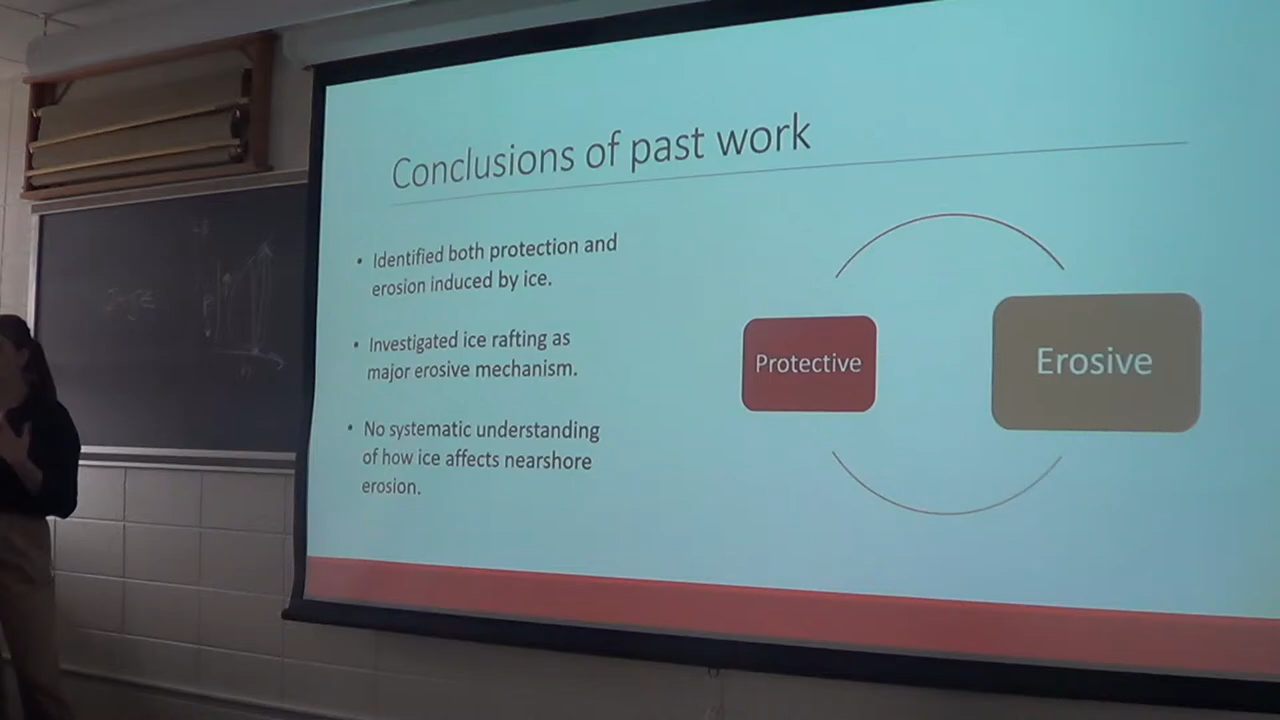 Conclusions of past work
• Identified both protection and
erosion induced by ice.
• Investigated ice rafting as
major erosive mechanism.
• No systematic understanding
of how ice affects nearshore
erosion.
Protective
Erosive